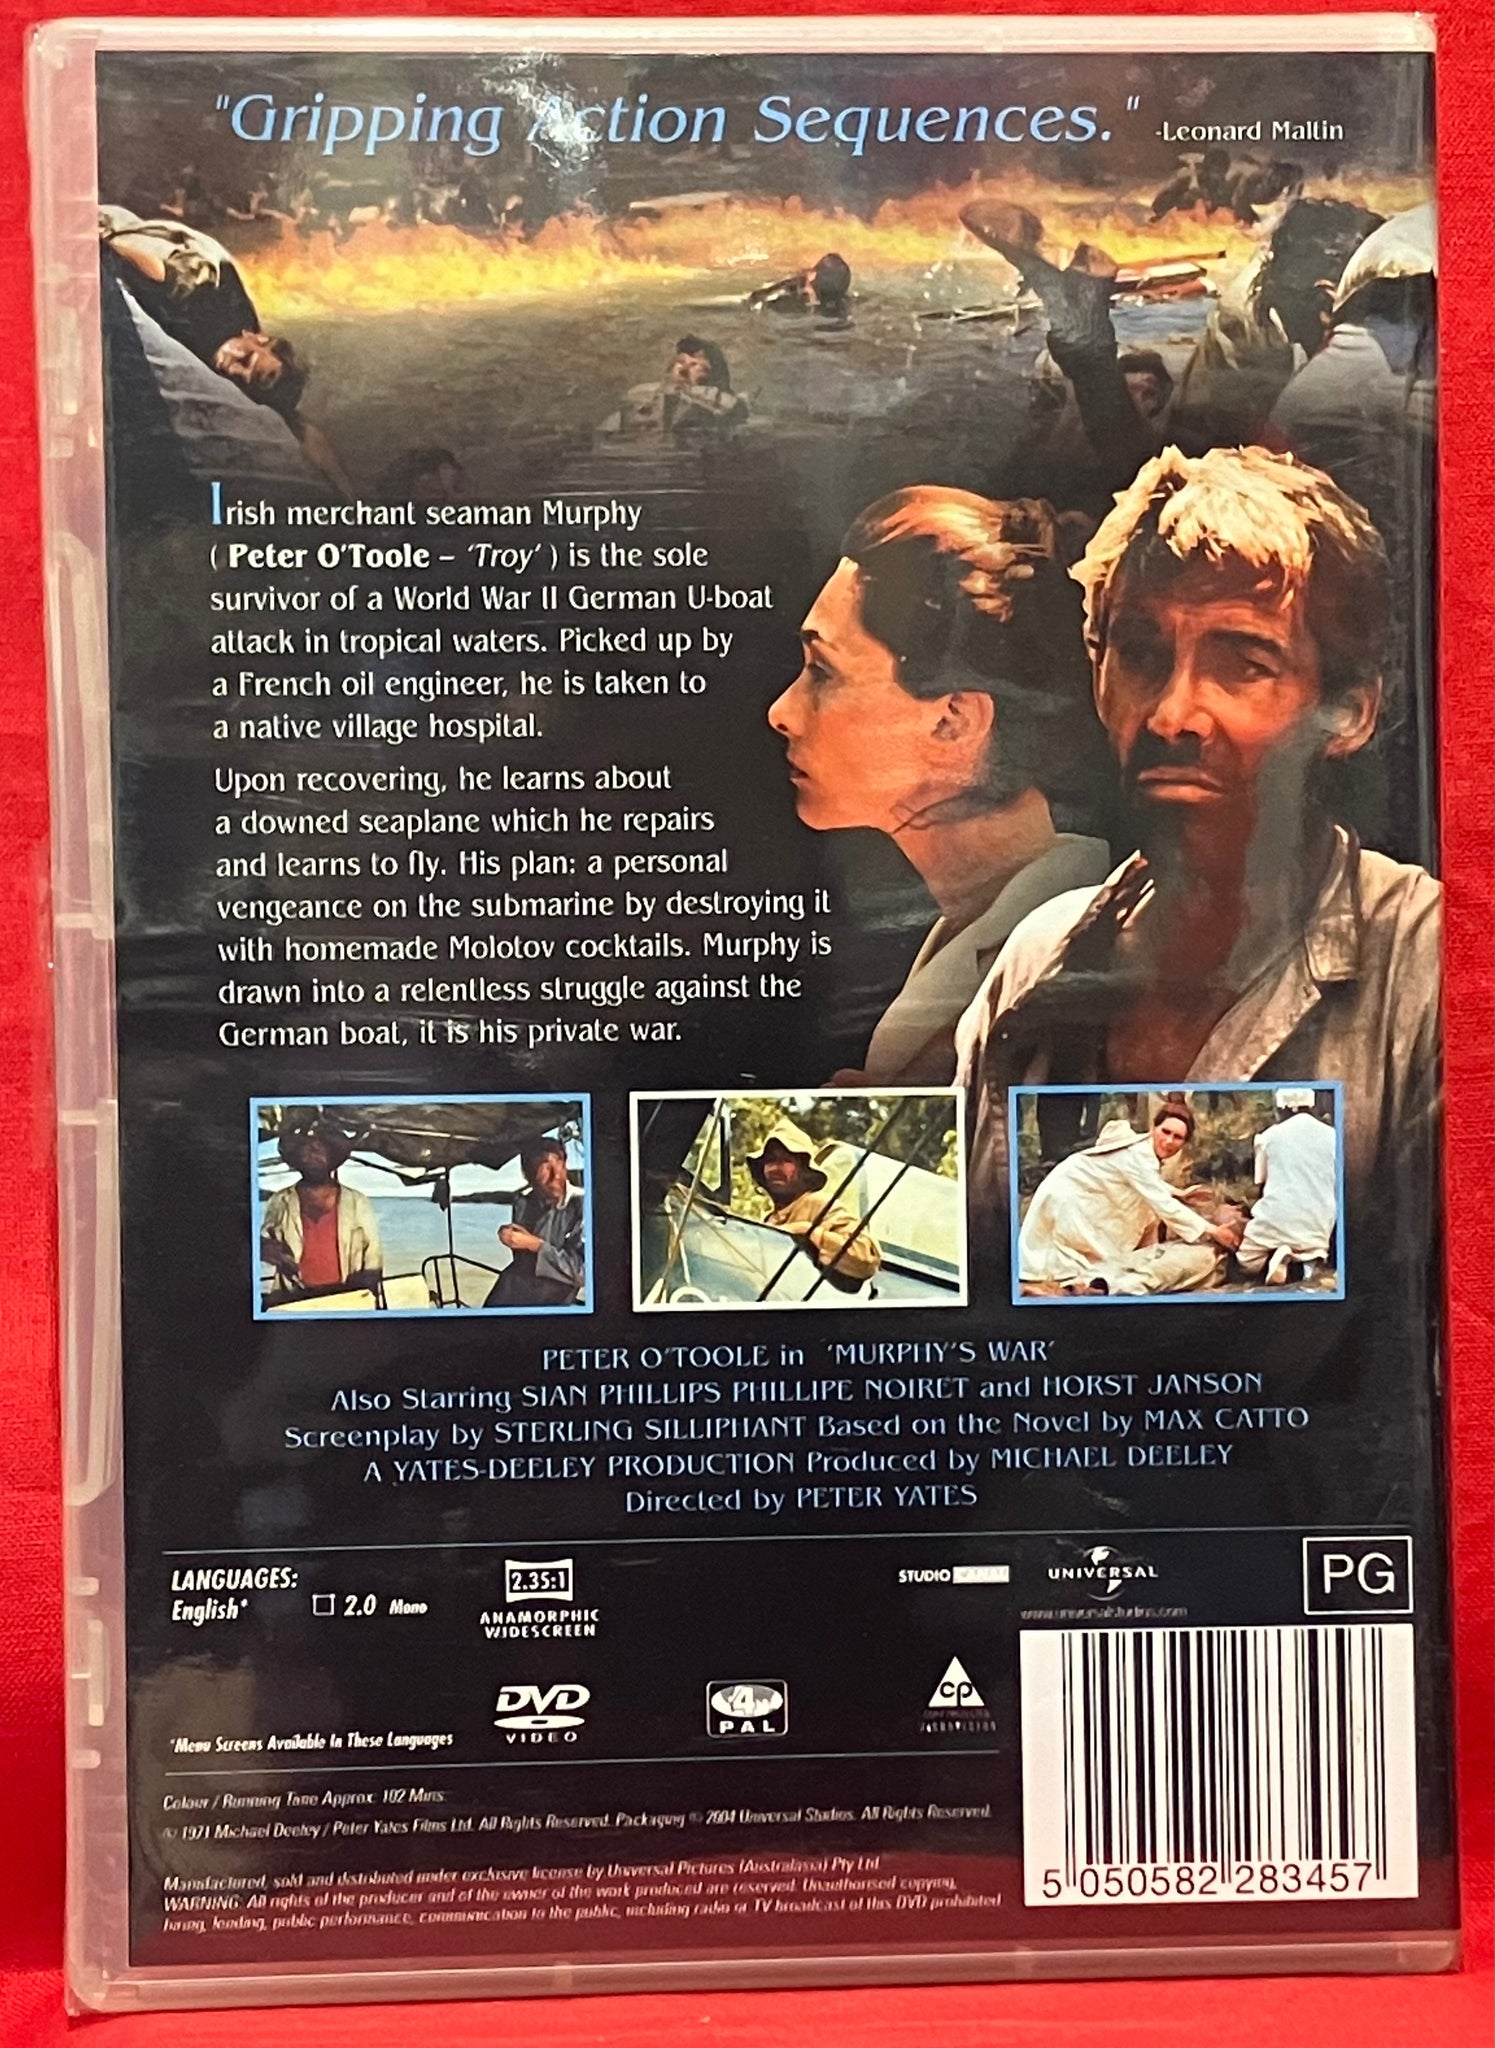 "Gripping Action Sequences." -Leonard Maltin
Irish merchant seaman Murphy
( Peter O'Toole – 'Troy' ) is the sole
survivor of a World War II German U-boat
attack in tropical waters. Picked up by
a French oil engineer, he is taken to
a native village hospital.
Upon recovering, he learns about
a downed seaplane which he repairs
and learns to fly. His plan: a personal
vengeance on the submarine by destroying it
with homemade Molotov cocktails. Murphy is
drawn into a relentless struggle against the
German boat, it is his private war.
PETER O'TOOLE in 'MURPHY'S WAR'
Also Starring SIAN PHILLIPS PHILLIPE NOIRET and HORST JANSON
Screenplay by STERLING SILLIPHANT Based on the Novel by MAX CATTO
A YATES-DEELEY PRODUCTION Produced by MICHAEL DEELEY
Directed by PETER YATES
LANGUAGES:
English*
2.0 Mono
2.35:1
ANAMORPHIC
WIDESCREEN
STUDIO CANAL
UNIVERSAL
www.universalstudios.com
PG
*Menu Screens Available In These Languages
DVD
VIDEO
4
PAL
cp
Colour / Running Time Approx: 102 Mins.
© 1971 Michael Deeley / Peter Yates Films Ltd. All Rights Reserved. Packaging © 2004 Universal Studios. All Rights Reserved.
Manufactured, sold and distributed under exclusive license by Universal Pictures (Australasia) Pty Ltd
WARNING: All rights of the producer and of the owner of the work produced are reserved. Unauthorised copying,
hiring, lending, public performance, communication to the public, including radio or TV broadcast of this DVD prohibited
5 050582 283457